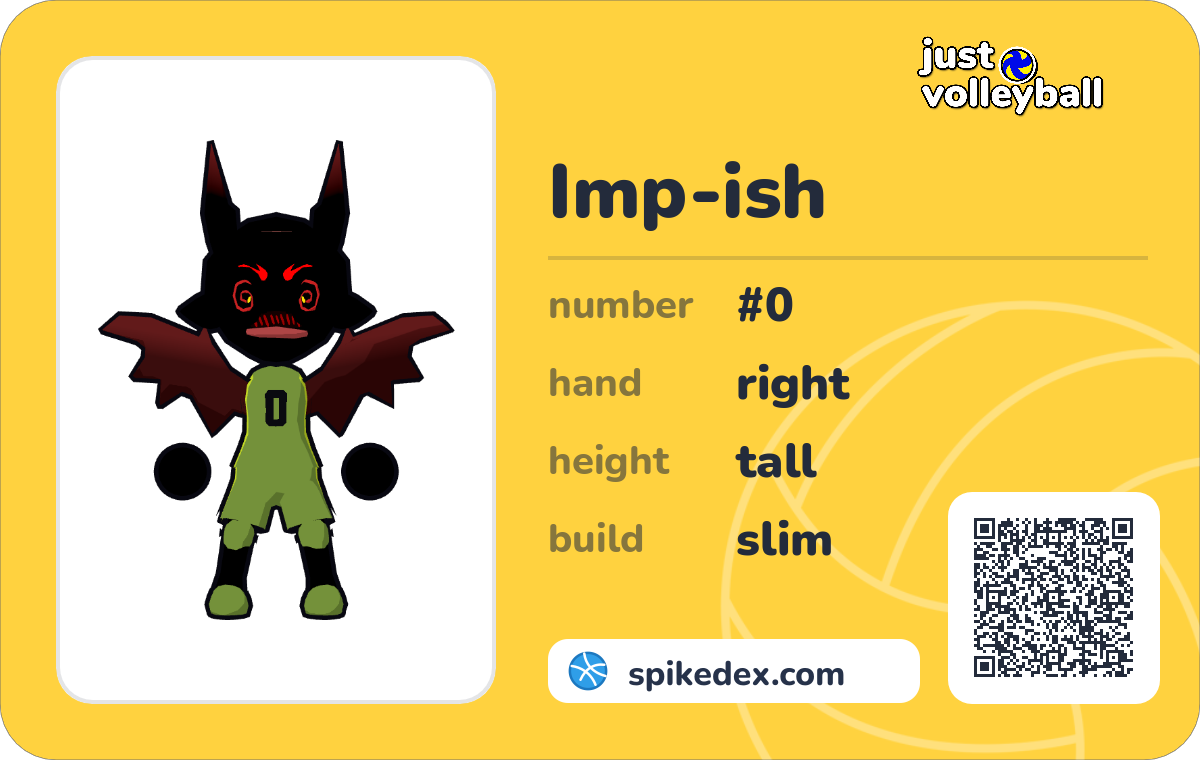 just
volleyball
Imp-ish
number #0
hand right
height tall
build slim
0
spikedex.com